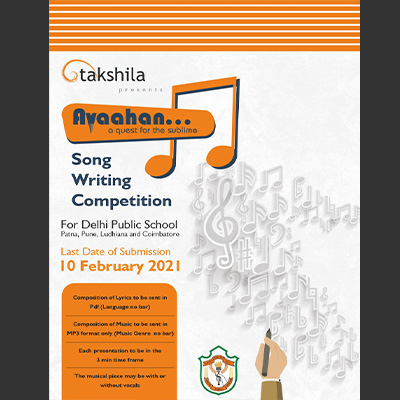 takshila
presents
Avaahan...
a quest for the sublime
Song
Writing
Competition
For Delhi Public School
Patna, Pune, Ludhiana and Coimbatore
Last Date of Submission
10 February 2021
Composition of Lyrics to be sent in
Pdf (Language no bar)
Composition of Music to be sent in
MP3 format only (Music Genre no bar)
Each presentation to be in the
3 min time frame
The musical piece may be with or
without vocals